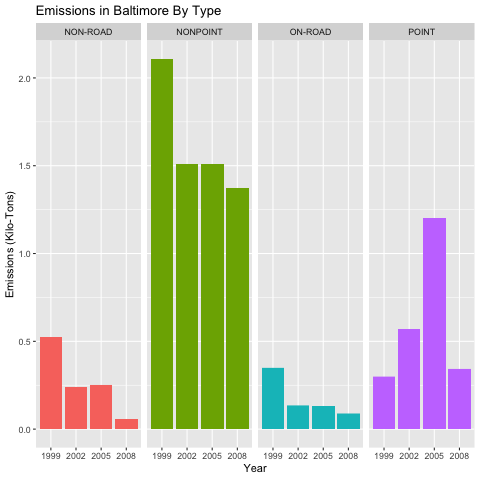 Emissions in Baltimore By Type
NON-ROAD NONPOINT ON-ROAD POINT
2.0
1.5
1.0
0.5
0.0
Emissions (Kilo-Tons)
1999 2002 2005 2008 1999 2002 2005 2008 1999 2002 2005 2008 1999 2002 2005 2008
Year